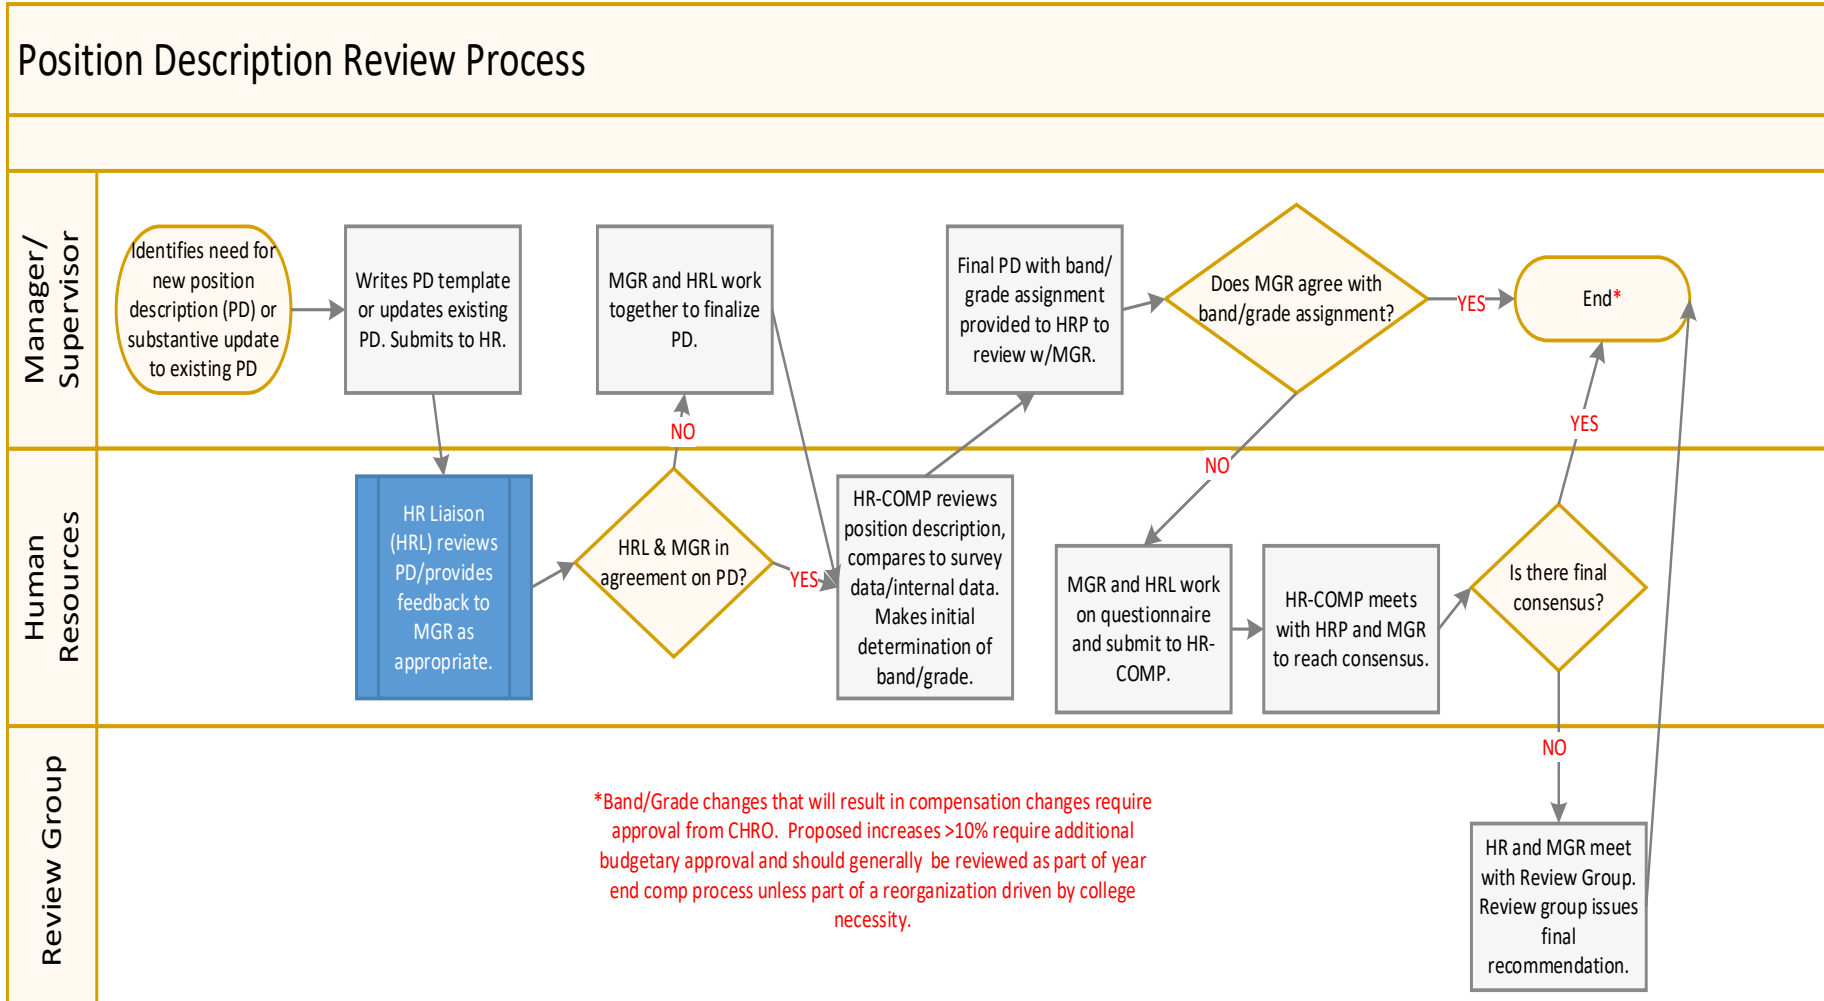 Position Description Review Process
Manager/
Supervisor
Identifies need for
new position
description (PD) or
substantive update
to existing PD
Writes PD template
or updates existing
PD. Submits to HR.
MGR and HRL work
together to finalize
PD.
Final PD with band/
grade assignment
provided to HRP to
review w/MGR.
Does MGR agree with
band/grade assignment?
YES
End*
NO
NO
YES
Human
Resources
HR Liaison
(HRL) reviews
PD/provides
feedback to
MGR as
appropriate.
HRL & MGR in
agreement on PD?
YES
HR-COMP reviews
position description,
compares to survey
data/internal data.
Makes initial
determination of
band/grade.
MGR and HRL work
on questionnaire
and submit to HR-
COMP.
HR-COMP meets
with HRP and MGR
to reach consensus.
Is there final
consensus?
NO
Review Group
*Band/Grade changes that will result in compensation changes require
approval from CHRO.  Proposed increases >10% require additional
budgetary approval and should generally  be reviewed as part of year
end comp process unless part of a reorganization driven by college
necessity.
HR and MGR meet
with Review Group.
Review group issues
final
recommendation.